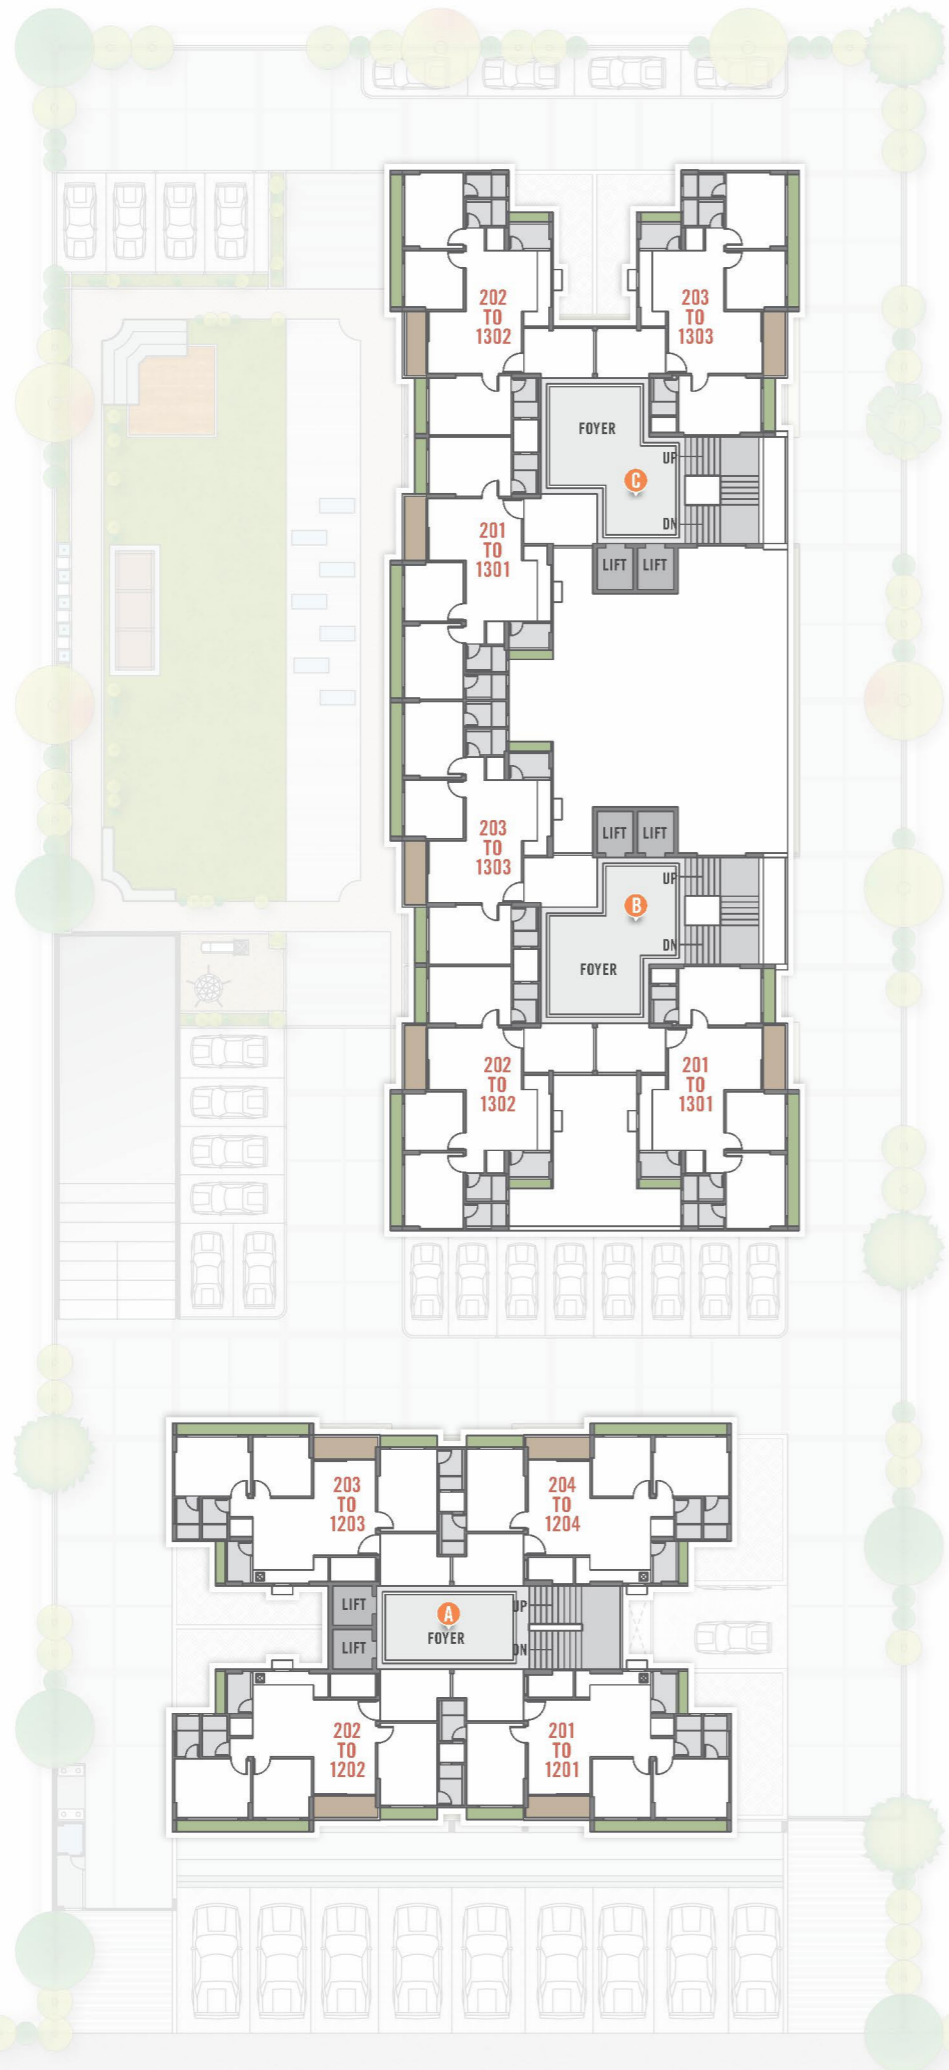 202
TO
1302
203
TO
1303
FOYER
UP
C
DN
201
TO
1301
LIFT
LIFT
203
TO
1303
LIFT
LIFT
UP
B
DN
FOYER
202
TO
1302
201
TO
1301
203
TO
1203
204
TO
1204
LIFT
A
UP
FOYER
LIFT
DN
202
TO
1202
201
TO
1201